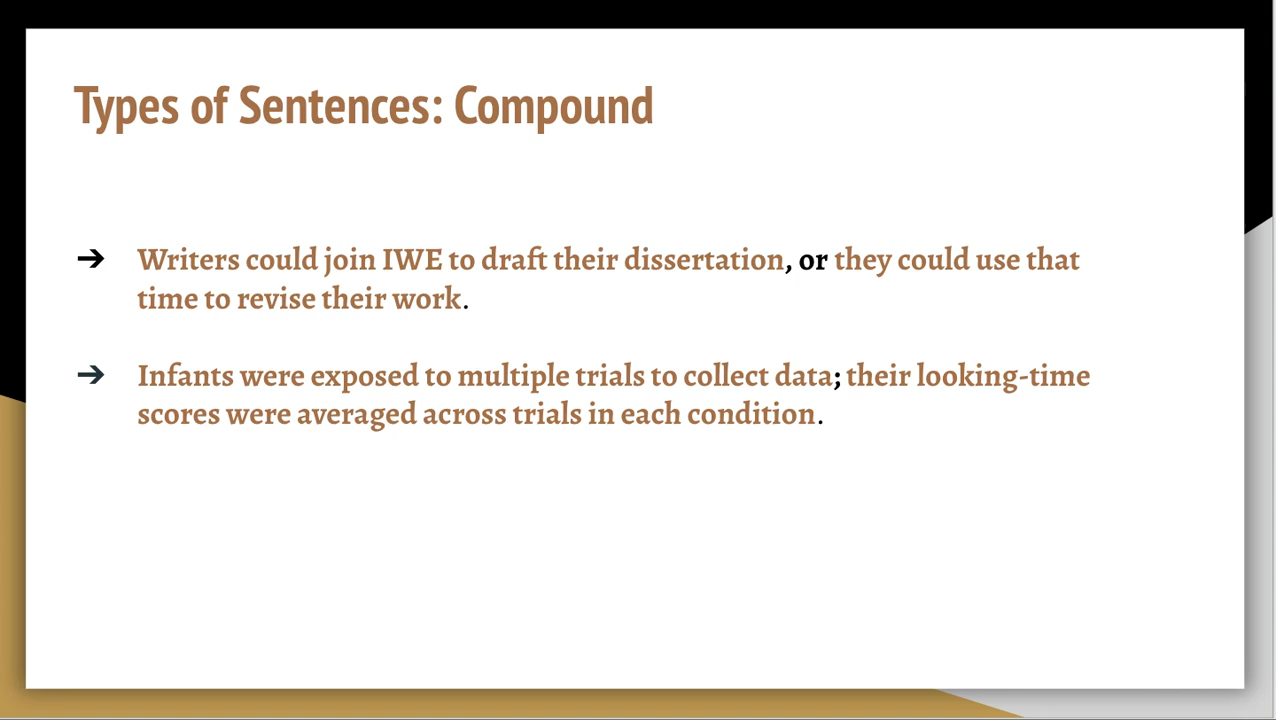 Types of Sentences: Compound
➔ Writers could join IWE to draft their dissertation, or they could use that
time to revise their work.
➔ Infants were exposed to multiple trials to collect data; their looking-time
scores were averaged across trials in each condition.